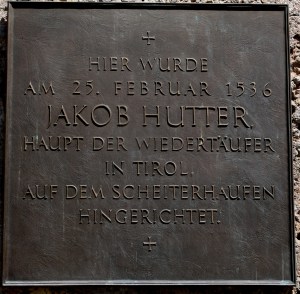 HIER WURDE
AM 25. FEBRUAR 1536
JAKOB HUTTER,
HAUPT DER WIEDERTÄUFER
IN TIROL,
AUF DEM SCHEITERHAUFEN
HINGERICHTET.